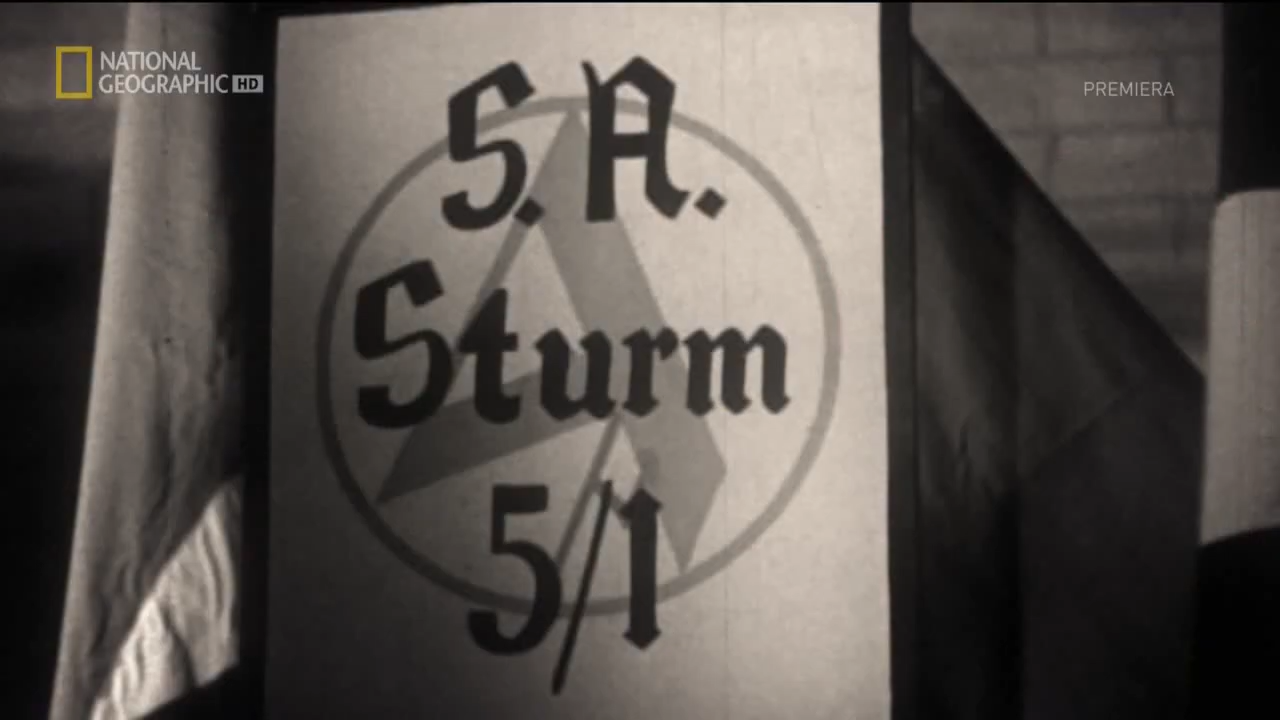 NATIONAL
GEOGRAPHIC HD
PREMIERA
S. A.
Sturm
5/1